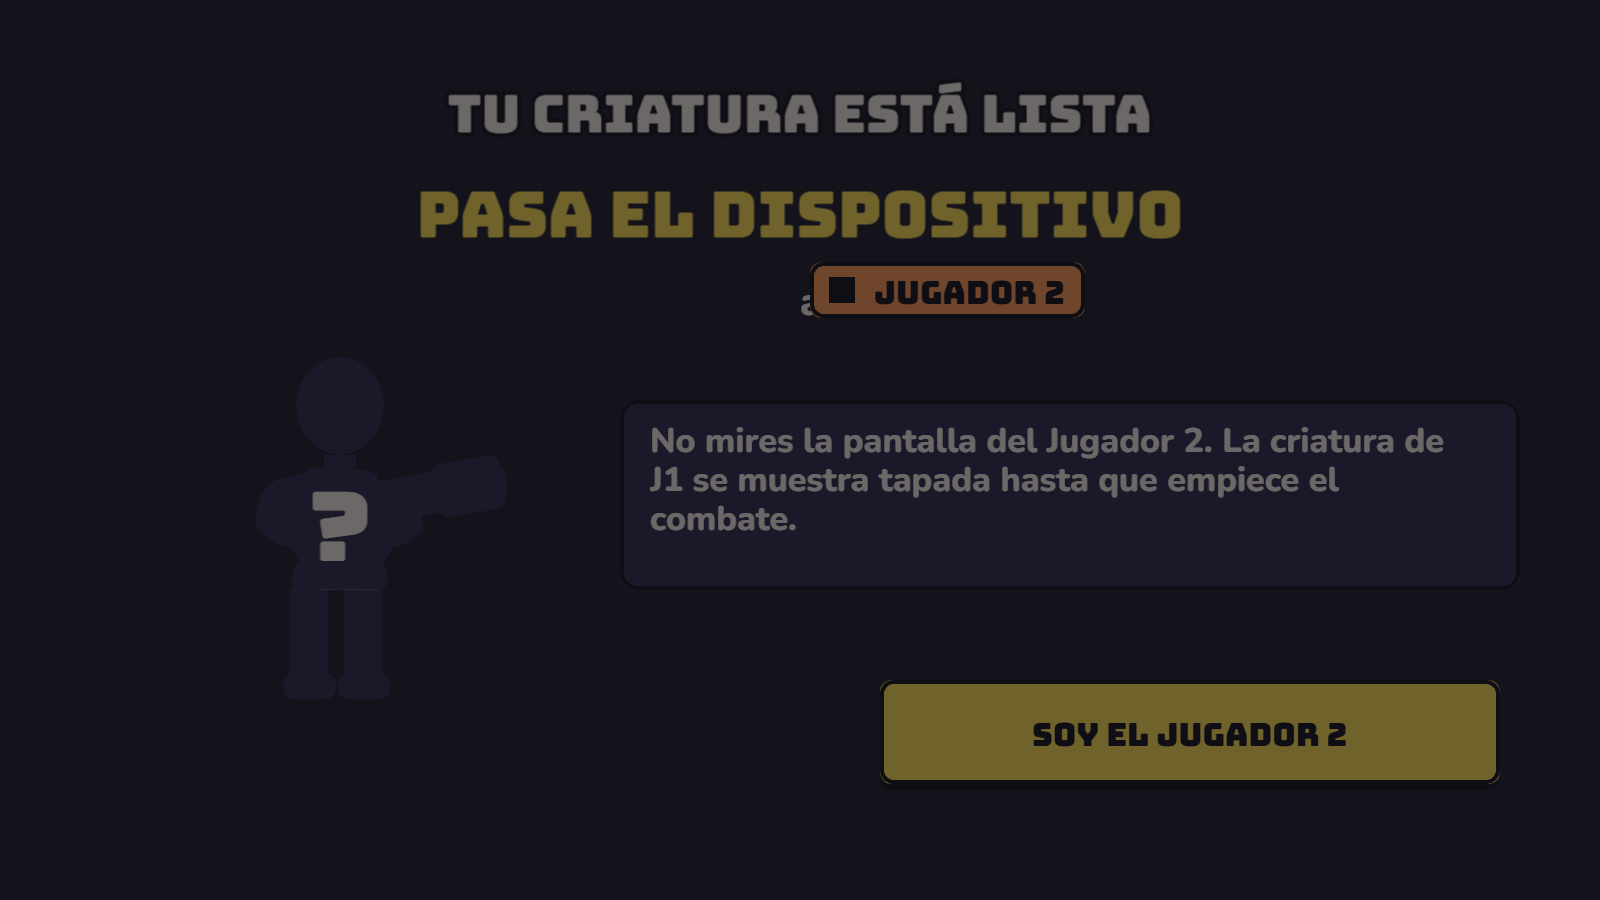 TU CRIATURA ESTÁ LISTA
PASA EL DISPOSITIVO
a JUGADOR 2
?
No mires la pantalla del Jugador 2. La criatura de
J1 se muestra tapada hasta que empiece el
combate.
SOY EL JUGADOR 2